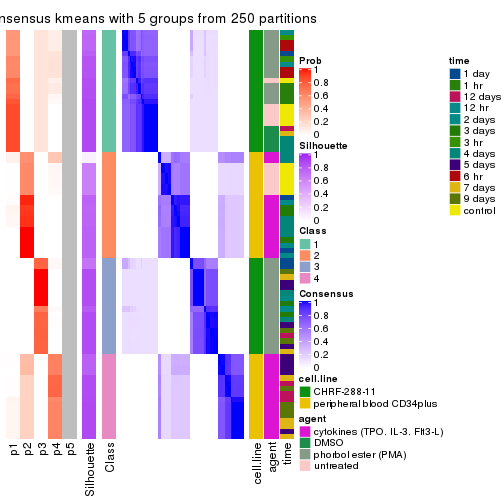 nsensus kmeans with 5 groups from 250 partitions
Prob
1
0.8
0.6
0.4
0.2
0
Silhouette
1
0.8
0.6
0.4
0.2
0
Class
1
2
3
4
Consensus
1
0.8
0.6
0.4
0.2
0
cell.line
CHRF-288-11
peripheral blood CD34plus
agent
cytokines (TPO. IL-3. Flt3-L)
DMSO
phorbol ester (PMA)
untreated
time
1 day
1 hr
12 days
12 hr
2 days
3 days
3 hr
4 days
5 days
6 hr
7 days
9 days
control
p1
p2
p3
p4
p5
Silhouette
Class
cell.line
agent
time